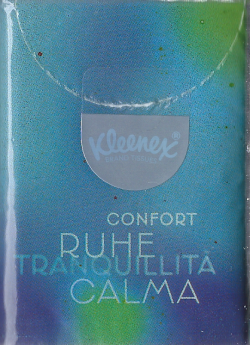 Kleenex®
CONFORT
RUHE
TRANQUILLITÀ
CALMA